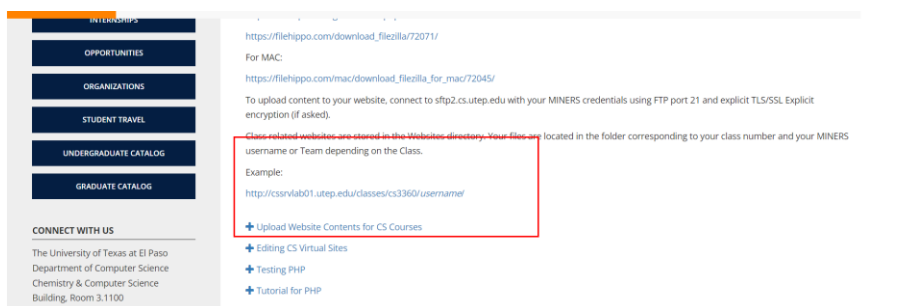 INTERNSHIPS
OPPORTUNITIES
ORGANIZATIONS
STUDENT TRAVEL
UNDERGRADUATE CATALOG
GRADUATE CATALOG
CONNECT WITH US
The University of Texas at El Paso
Department of Computer Science
Chemistry & Computer Science
Building, Room 3.1100
https://filehippo.com/download_filezilla/72071/
For MAC:
https://filehippo.com/mac/download_filezilla_for_mac/72045/
To upload content to your website, connect to sftp2.cs.utep.edu with your MINERS credentials using FTP port 21 and explicit TLS/SSL Explicit
encryption (if asked).
Class related websites are stored in the Websites directory. Your files are located in the folder corresponding to your class number and your MINERS
username or Team depending on the Class.
Example:
http://cssrvlab01.utep.edu/classes/cs3360/username/
+ Upload Website Contents for CS Courses
+ Editing CS Virtual Sites
+ Testing PHP
+ Tutorial for PHP